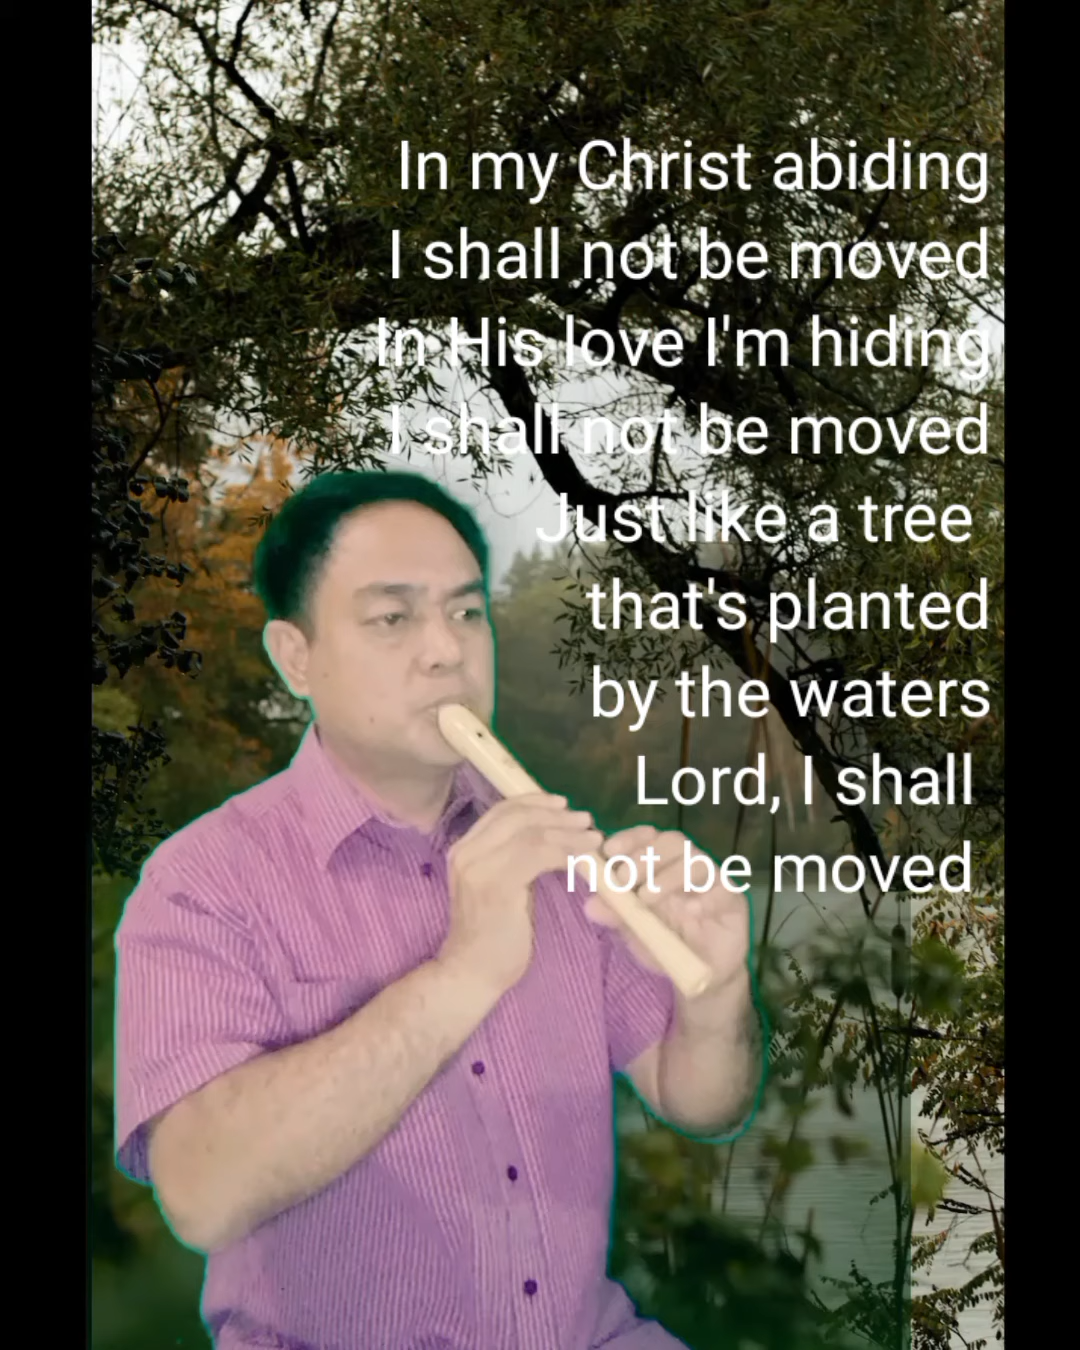 In my Christ abiding
I shall not be moved
In His love I'm hiding
I shall not be moved
Just like a tree
that's planted
by the waters
Lord, I shall
not be moved